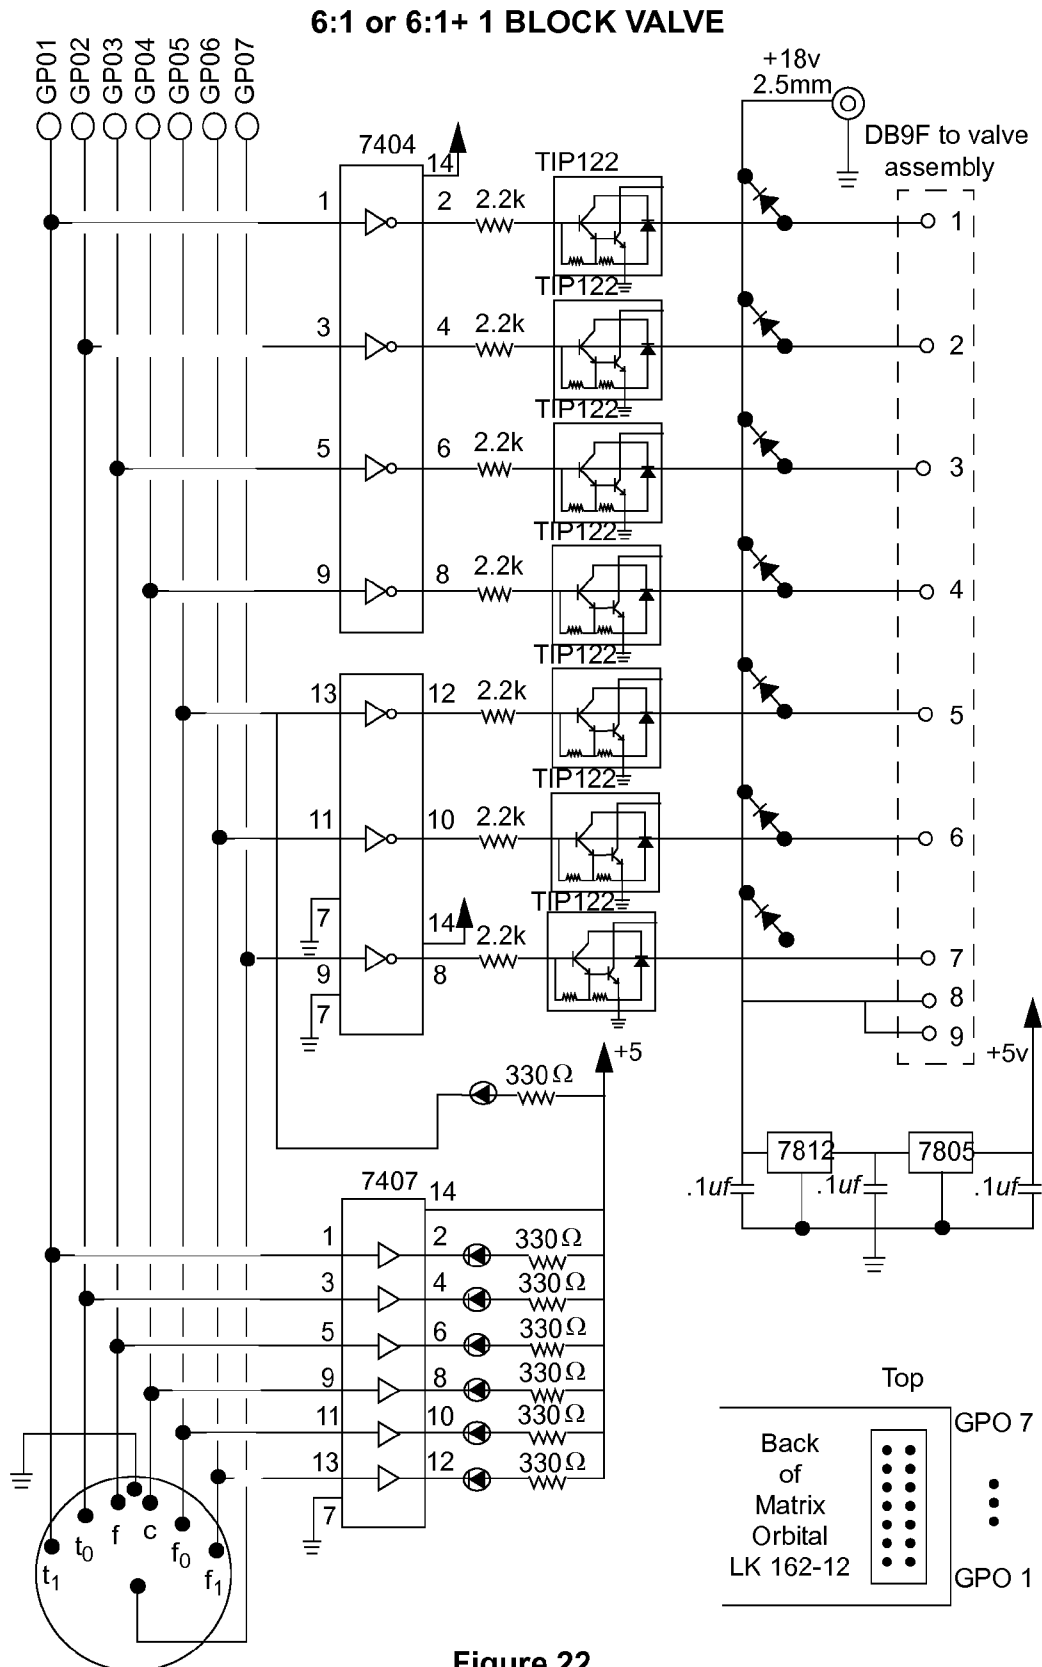 6:1 or 6:1+ 1 BLOCK VALVE
GP01
GP02
GP03
GP04
GP05
GP06
GP07
+18v
2.5mm
DB9F to valve
assembly
7404
14
TIP122
1
2
2.2k
1
TIP122
3
4
2.2k
2
TIP122
5
6
2.2k
3
TIP122
9
8
2.2k
4
TIP122
13
12
2.2k
5
TIP122
11
10
2.2k
6
TIP122
7
14
2.2k
9
8
7
7
8
9
+5v
+5
330Ω
7812
7805
.1uf
.1uf
.1uf
7407
14
1
2
330Ω
3
4
330Ω
5
6
330Ω
9
8
330Ω
11
10
330Ω
13
12
330Ω
7
t1
t0
f
c
f0
f1
Top
Back
of
Matrix
Orbital
LK 162-12
GPO 7
GPO 1
Figure 22